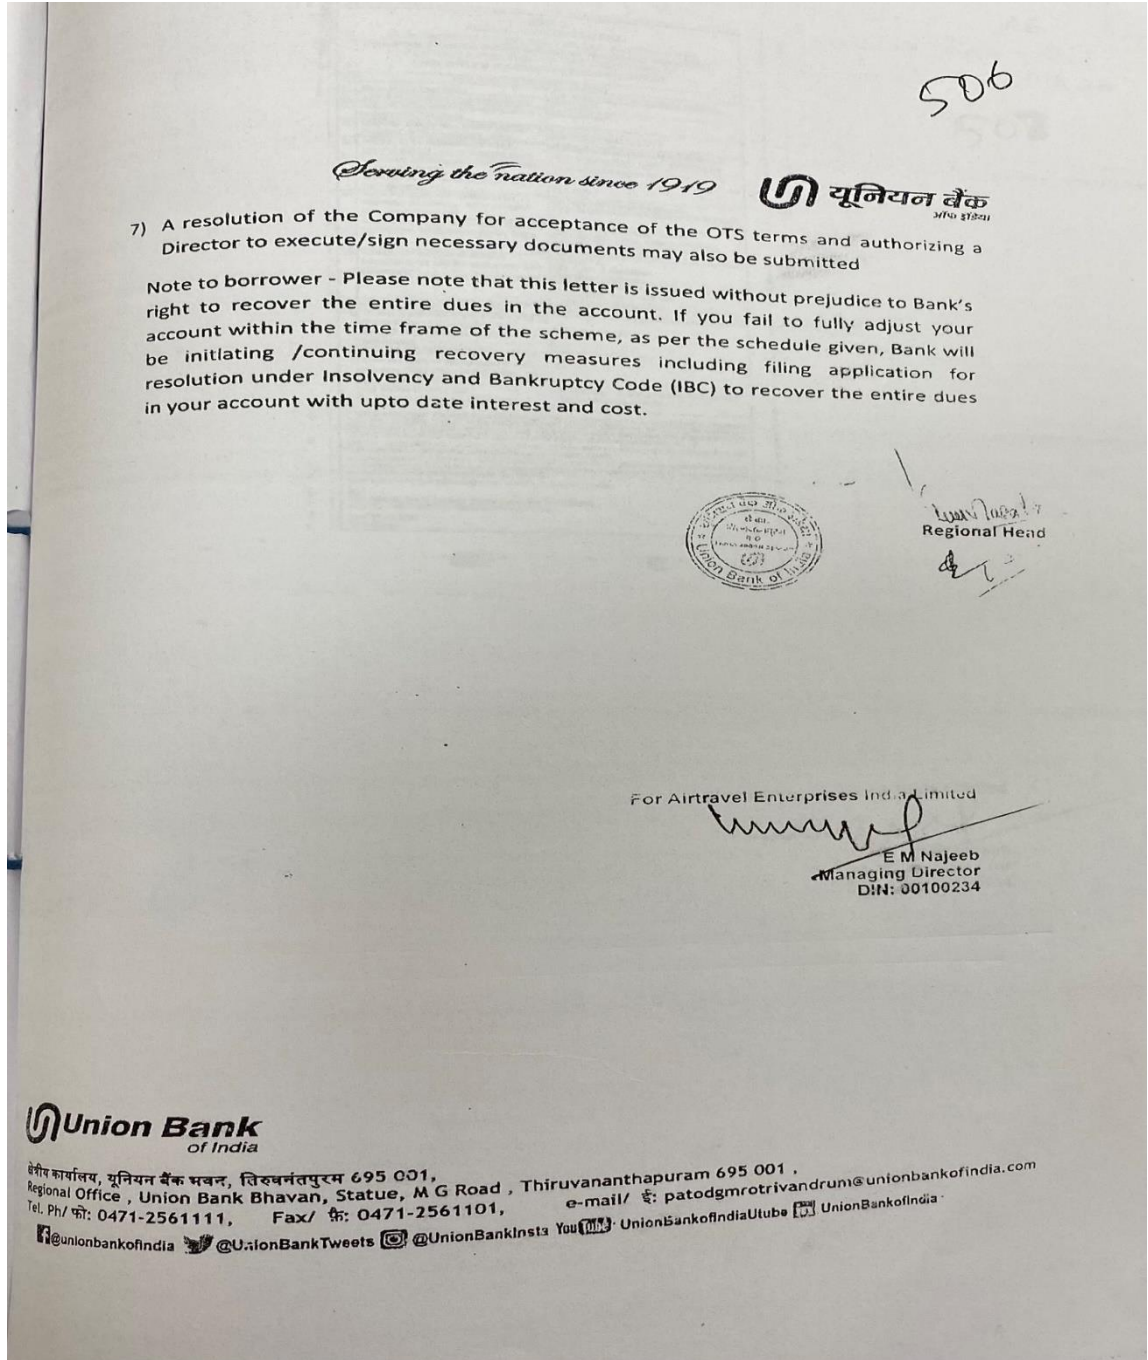 506
Serving the nation since 1919
यूनियन बैंक
ऑफ इंडिया
7) A resolution of the Company for acceptance of the OTS terms and authorizing a
Director to execute/sign necessary documents may also be submitted
Note to borrower - Please note that this letter is issued without prejudice to Bank's
right to recover the entire dues in the account. If you fail to fully adjust your
account within the time frame of the scheme, as per the schedule given, Bank will
be initiating /continuing recovery measures including filing application for
resolution under Insolvency and Bankruptcy Code (IBC) to recover the entire dues
in your account with upto date interest and cost.
Union Bank of India
Regional Head
For Airtravel Enterprises India Limited
E M Najeeb
Managing Director
DIN: 00100234
Union Bank
of India
क्षेत्रीय कार्यालय, यूनियन बैंक भवन, तिरुवनंतपुरम 695 001,
Regional Office , Union Bank Bhavan, Statue, M G Road , Thiruvananthapuram 695 001 ,
Tel. Ph/ फो: 0471-2561111, Fax/ फ़ै: 0471-2561101, e-mail/ ई: patodgmrotrivandrum@unionbankofindia.com
@unionbankofindia @UnionBankTweets @UnionBankInsta YouTube UnionBankofIndiaUtube UnionBankofIndia